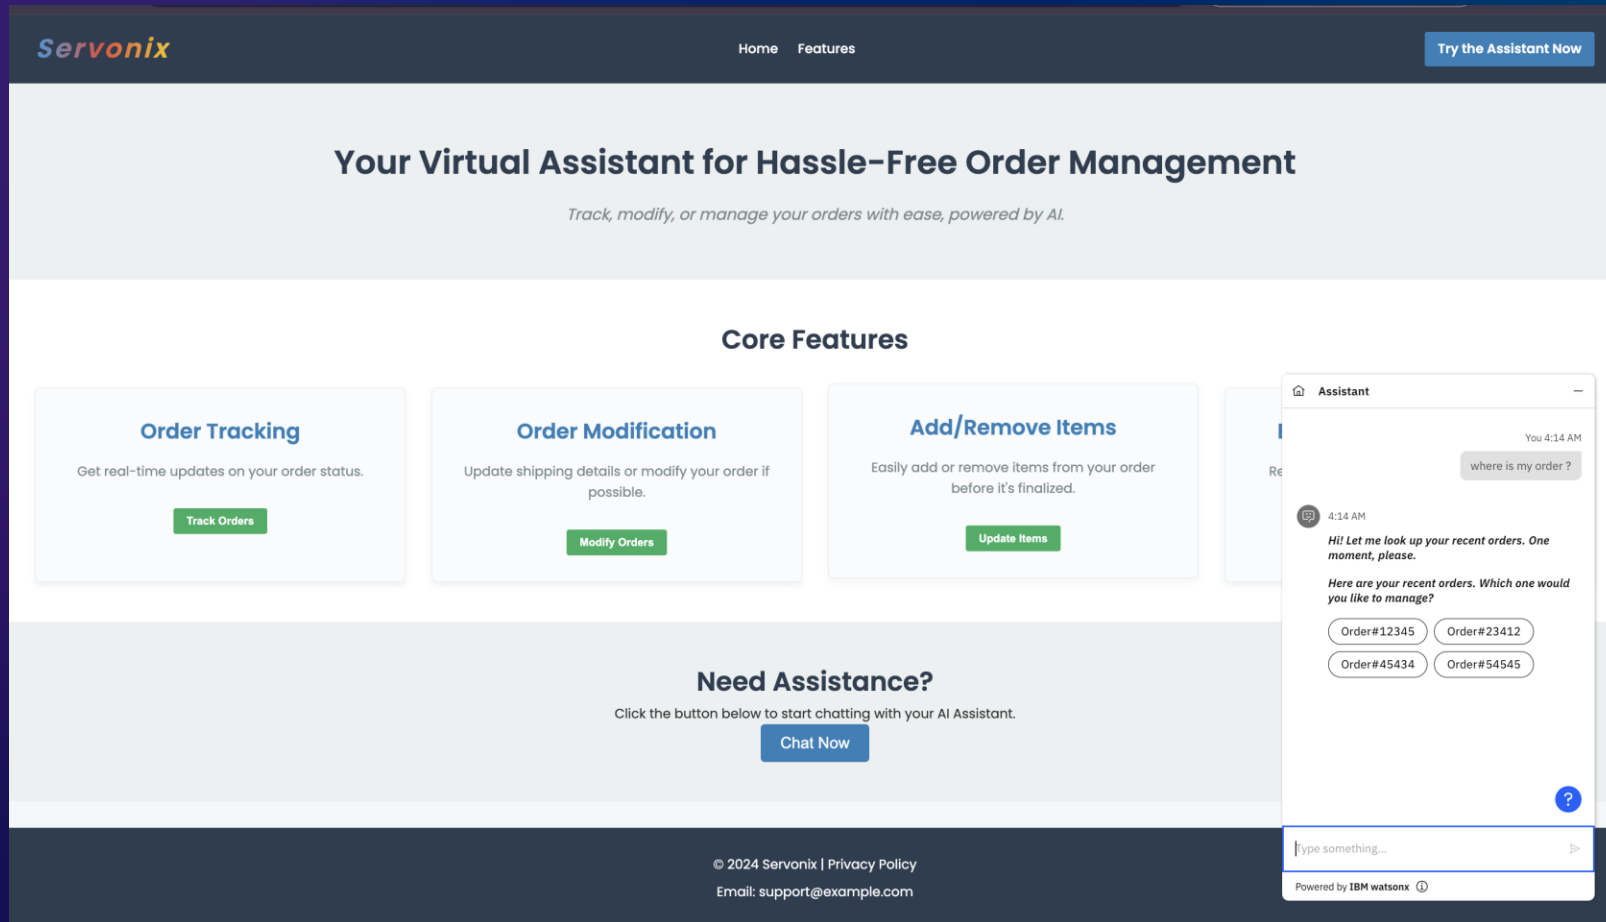 Servonix
Home Features
Try the Assistant Now
Your Virtual Assistant for Hassle-Free Order Management
Track, modify, or manage your orders with ease, powered by AI.
Core Features
Order Tracking
Get real-time updates on your order status.
Track Orders
Order Modification
Update shipping details or modify your order if
possible.
Modify Orders
Add/Remove Items
Easily add or remove items from your order
before it's finalized.
Update Items
Need Assistance?
Click the button below to start chatting with your AI Assistant.
Chat Now
© 2024 Servonix | Privacy Policy
Email: support@example.com
Assistant
You 4:14 AM
where is my order ?
4:14 AM
Hi! Let me look up your recent orders. One
moment, please.
Here are your recent orders. Which one would
you like to manage?
Order#12345 Order#23412
Order#45434 Order#54545
?
Type something...
Powered by IBM watsonx